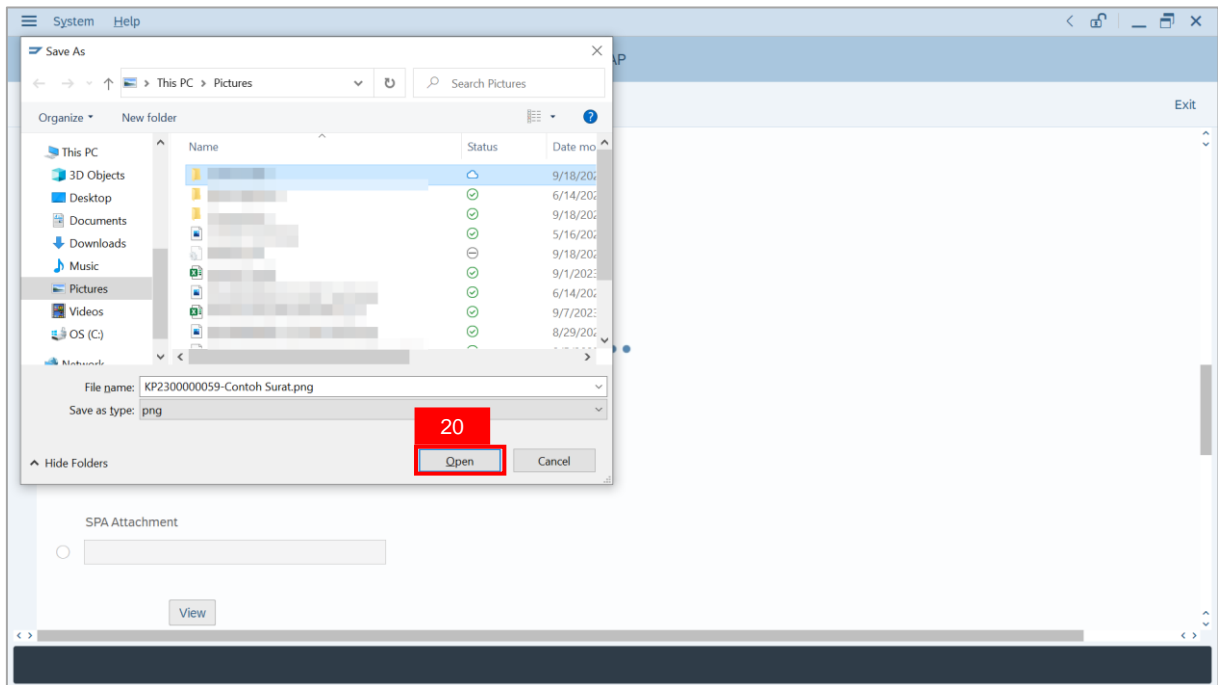 System Help
Save As
AP
This PC > Pictures
Search Pictures
Exit
Organize
New folder
Name Status Date mo
This PC
3D Objects 9/18/202
Desktop 6/14/202
Documents 9/18/202
Downloads 5/16/202
9/18/202
Music 9/1/2023
Pictures 6/14/202
Videos 9/7/2023
OS (C:) 8/29/202
Network
File name: KP2300000059-Contoh Surat.png
Save as type: png
20
Hide Folders
Open Cancel
SPA Attachment
View